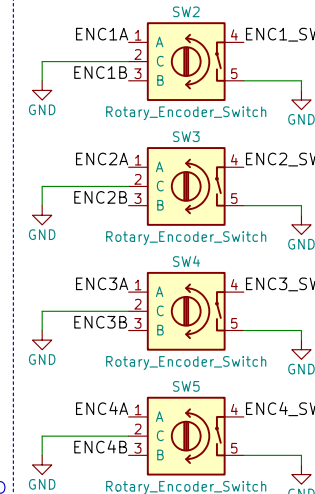 SW2
ENC1A 1 A 4 ENC1_SW
2 C
ENC1B 3 B 5
GND GND
Rotary_Encoder_Switch
SW3
ENC2A 1 A 4 ENC2_SW
2 C
ENC2B 3 B 5
GND GND
Rotary_Encoder_Switch
SW4
ENC3A 1 A 4 ENC3_SW
2 C
ENC3B 3 B 5
GND GND
Rotary_Encoder_Switch
SW5
ENC4A 1 A 4 ENC4_SW
2 C
ENC4B 3 B 5
GND
Rotary_Encoder_Switch